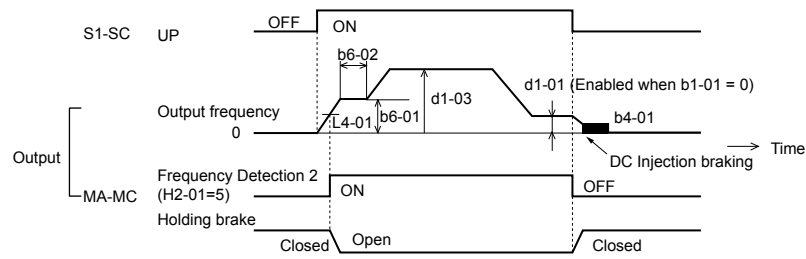 S1-SC UP OFF ON
b6-02
d1-01 (Enabled when b1-01 = 0)
d1-03
Output frequency
0
L4-01
b6-01
b4-01
Time
DC Injection braking
Output
MA-MC
Frequency Detection 2
(H2-01=5)
ON
OFF
Holding brake
Closed
Open
Closed